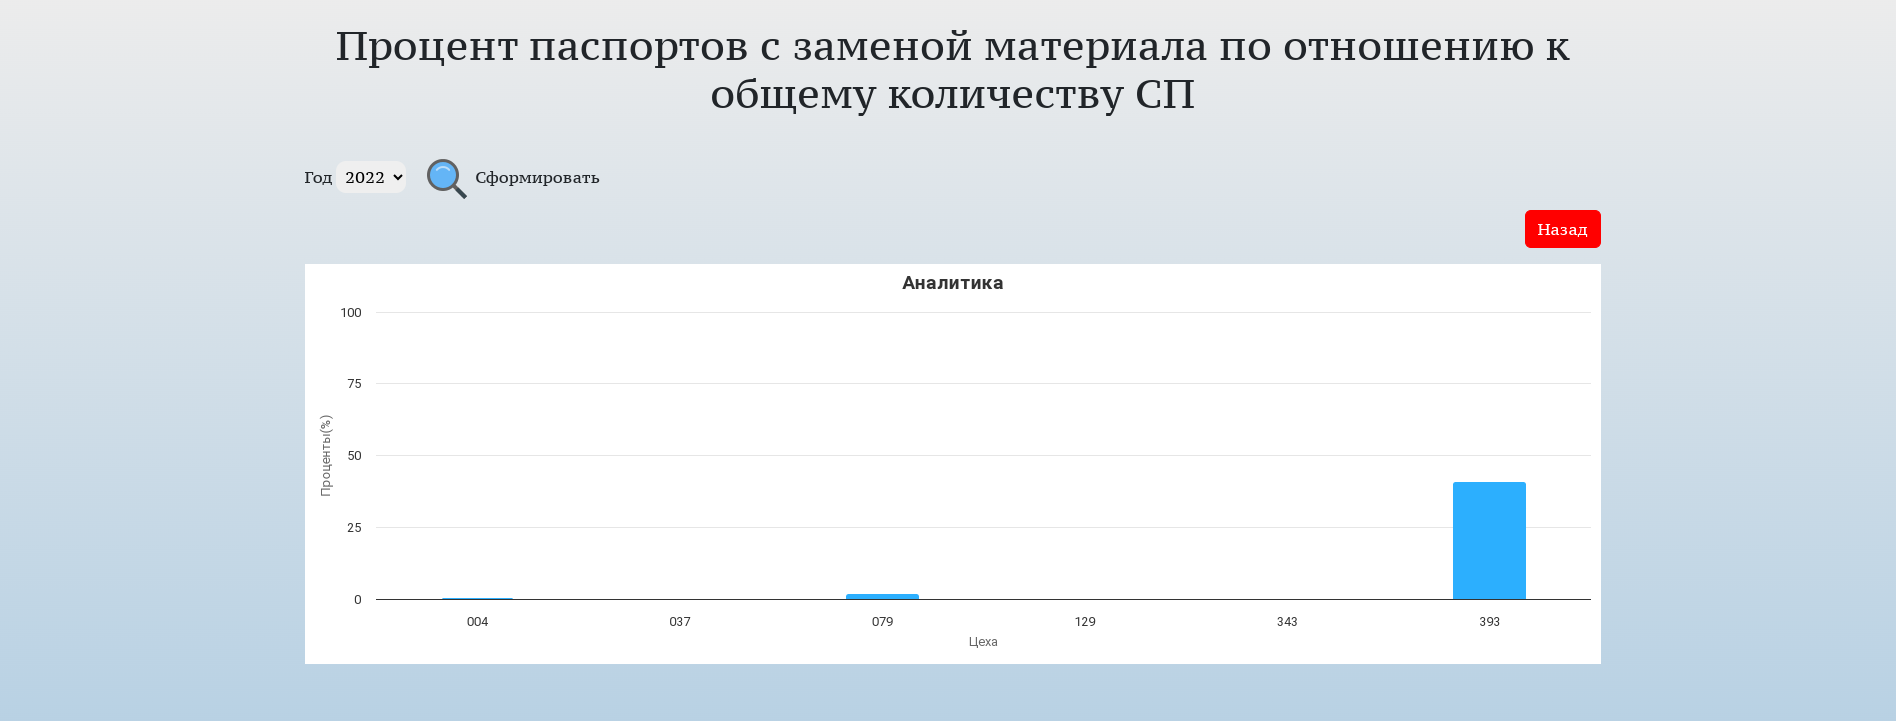 Процент паспортов с заменой материала по отношению к
общему количеству СП
Год 2022 Сформировать
Назад
Аналитика
100
75
50
25
0
Проценты(%)
004 037 079 129 343 393
Цеха